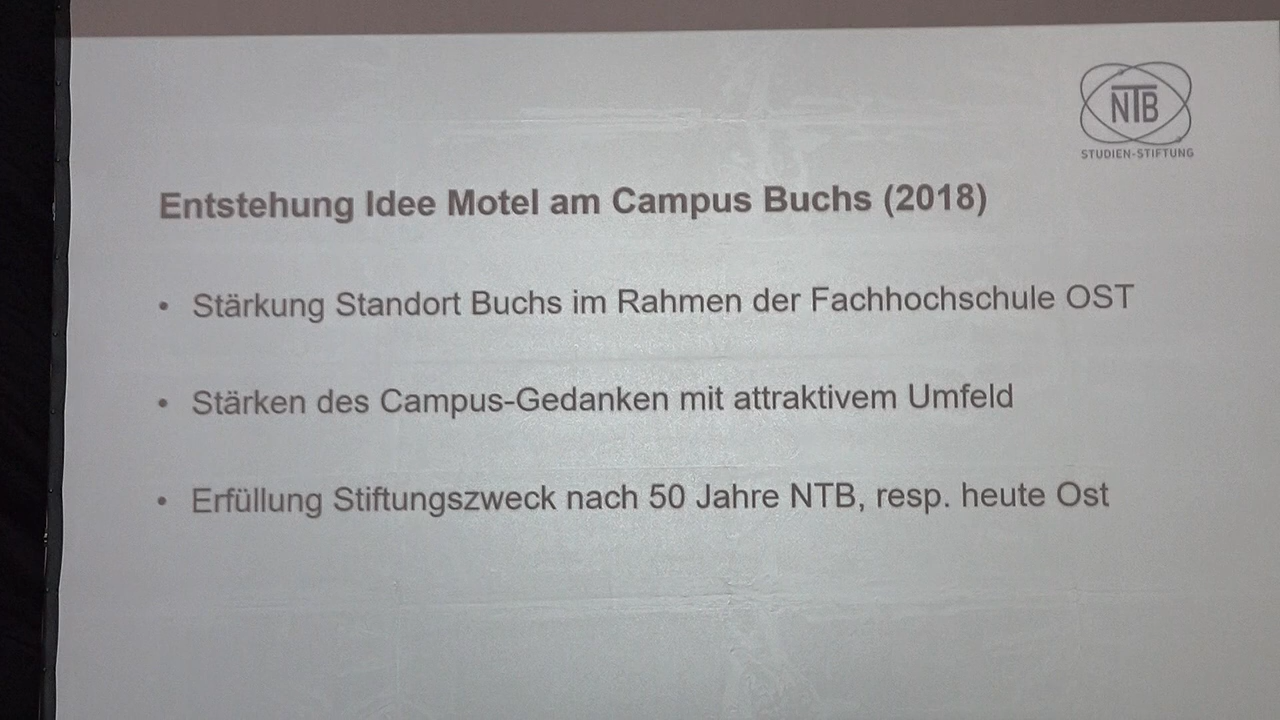 NTB
STUDIEN-STIFTUNG
Entstehung Idee Motel am Campus Buchs (2018)
• Stärkung Standort Buchs im Rahmen der Fachhochschule OST
• Stärken des Campus-Gedanken mit attraktivem Umfeld
• Erfüllung Stiftungszweck nach 50 Jahre NTB, resp. heute Ost